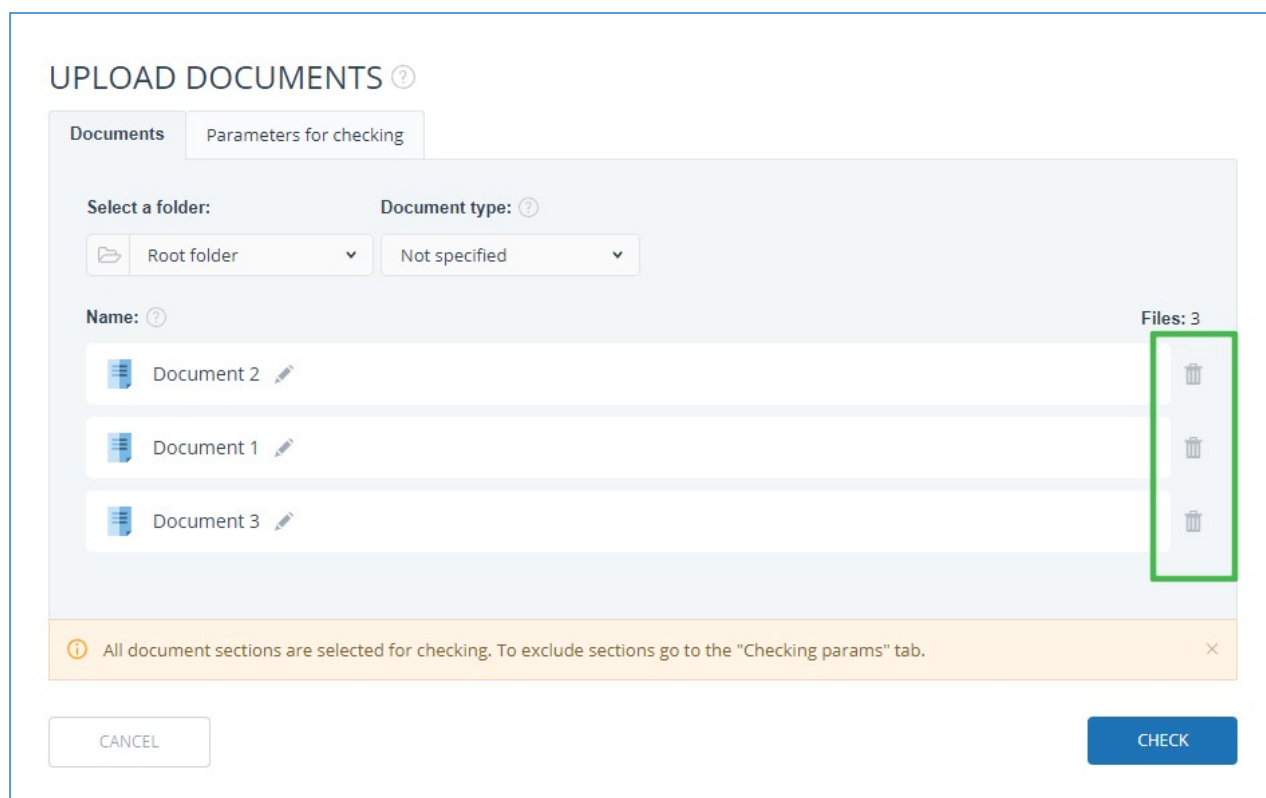 UPLOAD DOCUMENTS ?
Documents Parameters for checking
Select a folder: Document type: ?
Root folder Not specified
Name: ? Files: 3
Document 2
Document 1
Document 3
All document sections are selected for checking. To exclude sections go to the "Checking params" tab.
CANCEL CHECK